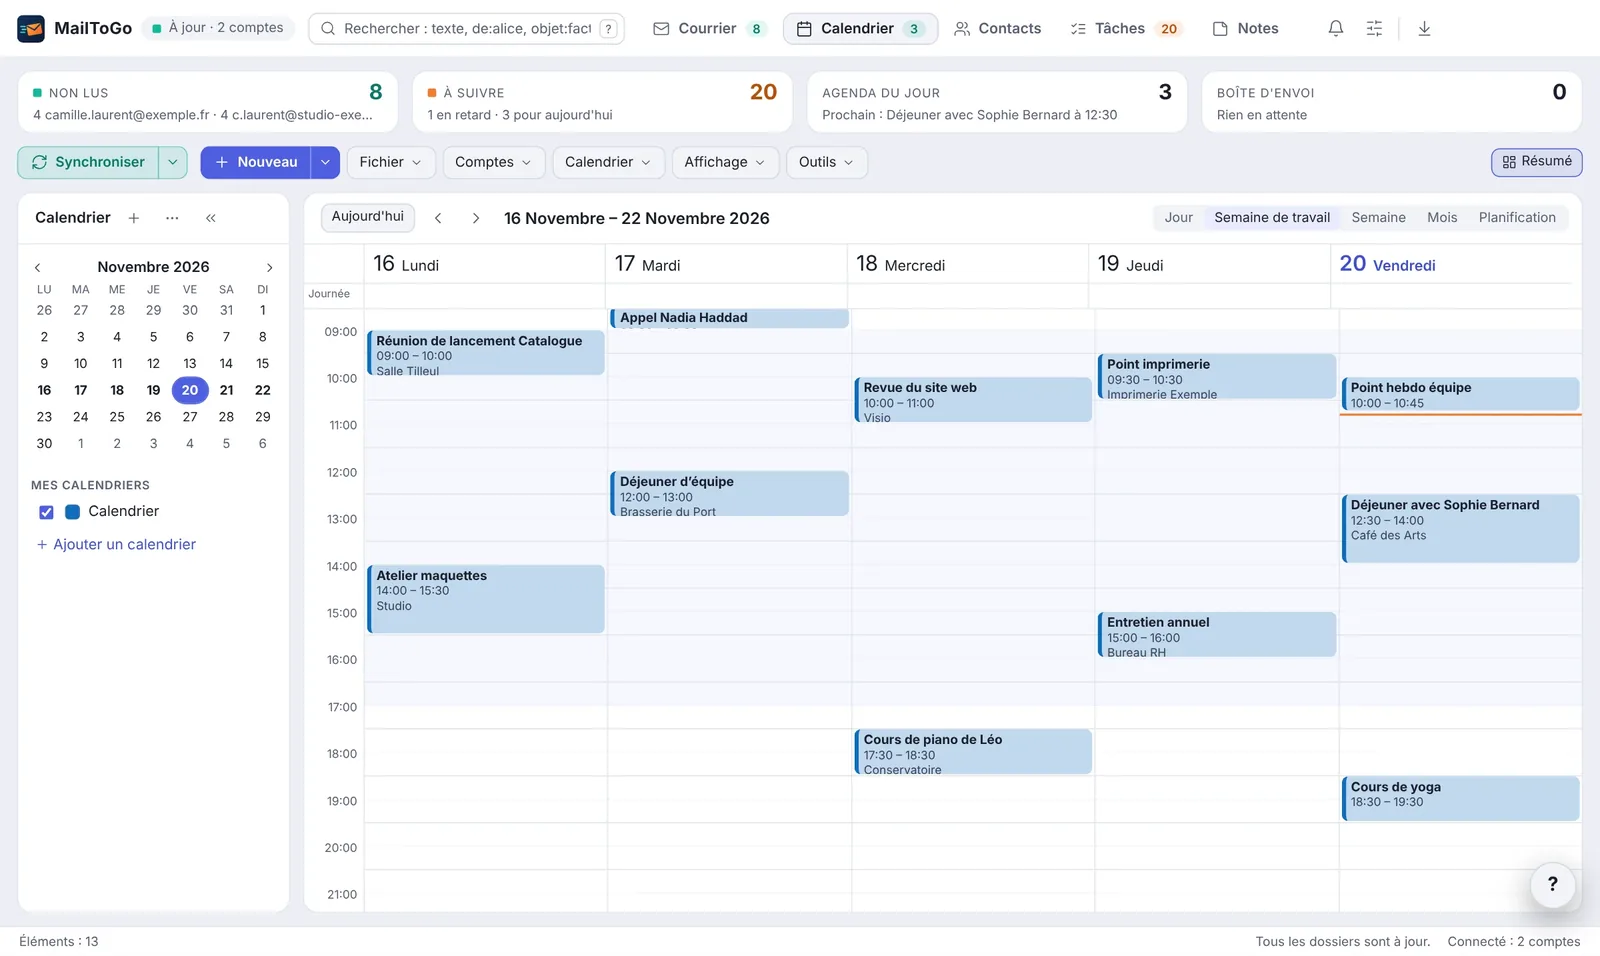 MailToGo
À jour · 2 comptes
Rechercher : texte, de:alice, objet:fact
?
Courrier 8
Calendrier 3
Contacts
Tâches 20
Notes
NON LUS 8
4 camille.laurent@exemple.fr · 4 c.laurent@studio-exe...
À SUIVRE 20
1 en retard · 3 pour aujourd'hui
AGENDA DU JOUR 3
Prochain : Déjeuner avec Sophie Bernard à 12:30
BOÎTE D'ENVOI 0
Rien en attente
Synchroniser
Nouveau
Fichier
Comptes
Calendrier
Affichage
Outils
Résumé
Calendrier
Novembre 2026
LU MA ME JE VE SA DI
26 27 28 29 30 31 1
2 3 4 5 6 7 8
9 10 11 12 13 14 15
16 17 18 19 20 21 22
23 24 25 26 27 28 29
30 1 2 3 4 5 6
MES CALENDRIERS
Calendrier
+ Ajouter un calendrier
Aujourd'hui
16 Novembre – 22 Novembre 2026
Jour
Semaine de travail
Semaine
Mois
Planification
16 Lundi
17 Mardi
18 Mercredi
19 Jeudi
20 Vendredi
Journée
09:00
10:00
11:00
12:00
13:00
14:00
15:00
16:00
17:00
18:00
19:00
20:00
21:00
Réunion de lancement Catalogue
09:00 – 10:00
Salle Tilleul
Atelier maquettes
14:00 – 15:30
Studio
Appel Nadia Haddad
Déjeuner d’équipe
12:00 – 13:00
Brasserie du Port
Revue du site web
10:00 – 11:00
Visio
Cours de piano de Léo
17:30 – 18:30
Conservatoire
Point imprimerie
09:30 – 10:30
Imprimerie Exemple
Entretien annuel
15:00 – 16:00
Bureau RH
Point hebdo équipe
10:00 – 10:45
Déjeuner avec Sophie Bernard
12:30 – 14:00
Café des Arts
Cours de yoga
18:30 – 19:30
?
Éléments : 13
Tous les dossiers sont à jour.
Connecté : 2 comptes